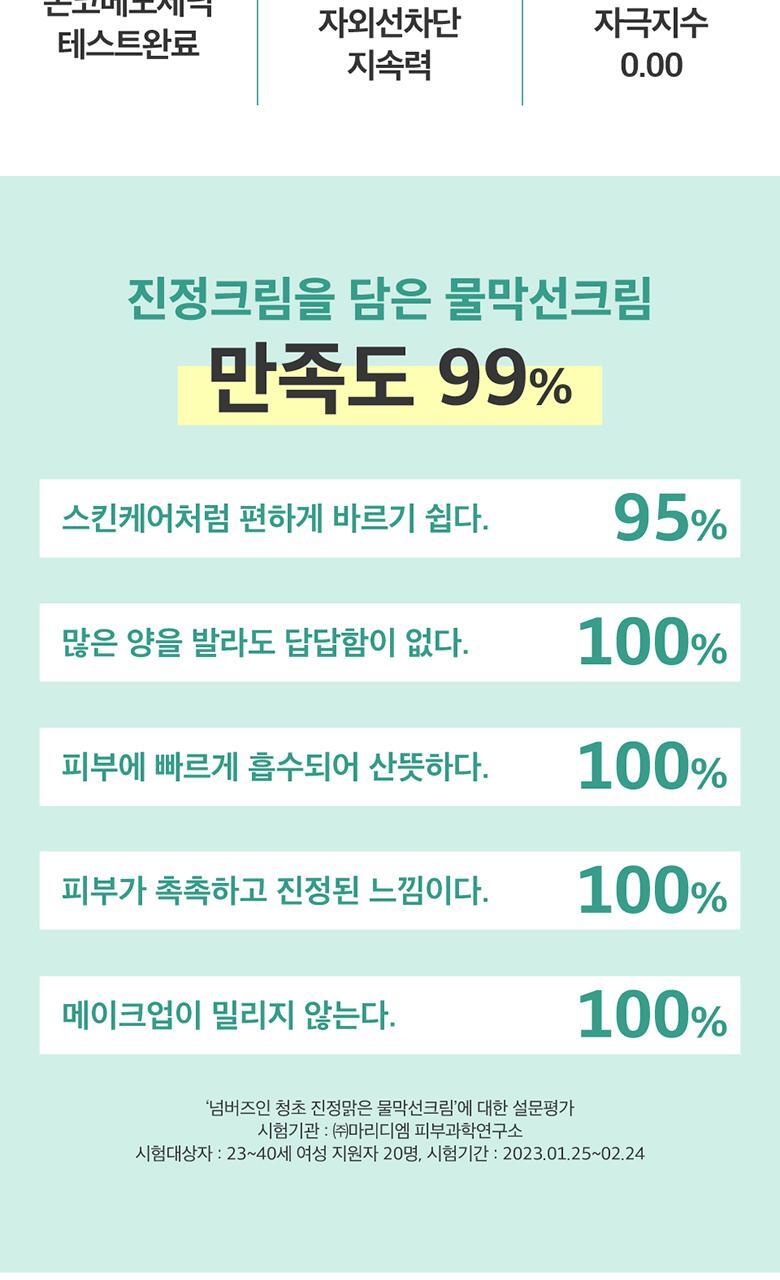 테스트완료
자외선차단
지속력
자극지수
0.00
진정크림을 담은 물막선크림
만족도 99%
스킨케어처럼 편하게 바르기 쉽다. 95%
많은 양을 발라도 답답함이 없다. 100%
피부에 빠르게 흡수되어 산뜻하다. 100%
피부가 촉촉하고 진정된 느낌이다. 100%
메이크업이 밀리지 않는다. 100%
‘넘버즈인 청초 진정맑은 물막선크림’에 대한 설문평가
시험기관 : ㈜마리디엠 피부과학연구소
시험대상자 : 23~40세 여성 지원자 20명, 시험기간 : 2023.01.25~02.24